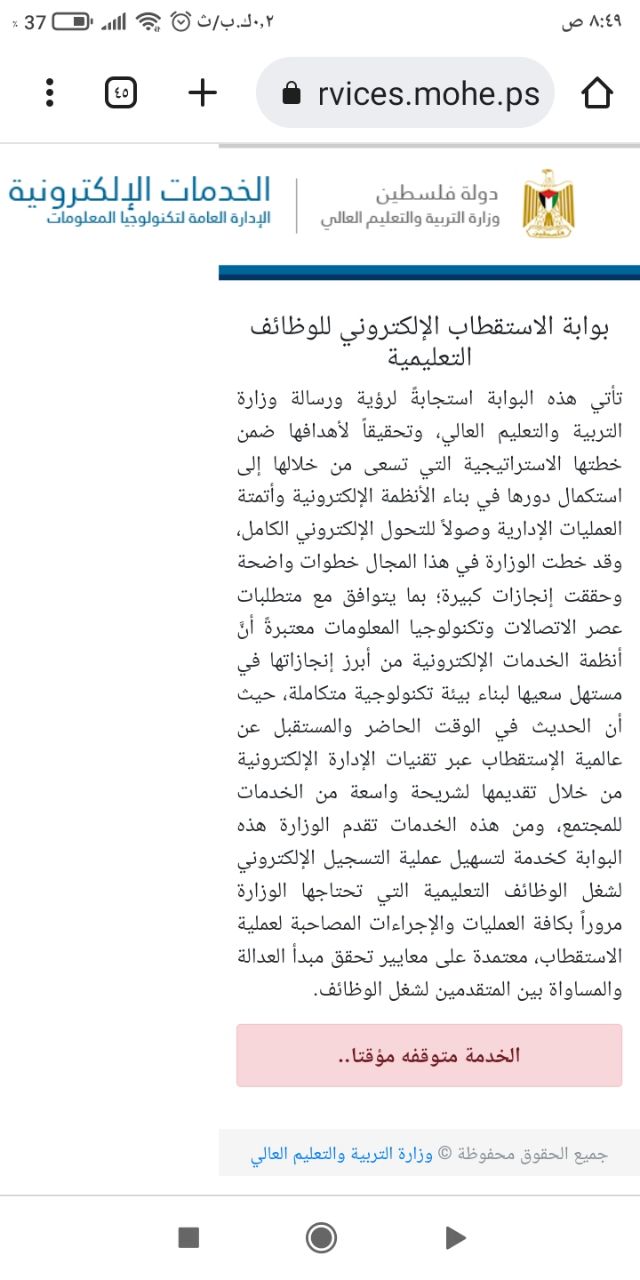 ٨:٤٩ ص
٠,٢ك.ب/ث
37 ٪
rvices.mohe.ps
٤٥
دولة فلسطين
وزارة التربية والتعليم العالي
الخدمات الإلكترونية
الإدارة العامة لتكنولوجيا المعلومات
فلسطين
بوابة الاستقطاب الإلكتروني للوظائف
التعليمية
تأتي هذه البوابة استجابةً لرؤية ورسالة وزارة
التربية والتعليم العالي، وتحقيقاً لأهدافها ضمن
خطتها الاستراتيجية التي تسعى من خلالها إلى
استكمال دورها في بناء الأنظمة الإلكترونية وأتمتة
العمليات الإدارية وصولاً للتحول الإلكتروني الكامل،
وقد خطت الوزارة في هذا المجال خطوات واضحة
وحققت إنجازات كبيرة؛ بما يتوافق مع متطلبات
عصر الاتصالات وتكنولوجيا المعلومات معتبرةً أنَّ
أنظمة الخدمات الإلكترونية من أبرز إنجازاتها في
مستهل سعيها لبناء بيئة تكنولوجية متكاملة، حيث
أن الحديث في الوقت الحاضر والمستقبل عن
عالمية الإستقطاب عبر تقنيات الإدارة الإلكترونية
من خلال تقديمها لشريحة واسعة من الخدمات
للمجتمع، ومن هذه الخدمات تقدم الوزارة هذه
البوابة كخدمة لتسهيل عملية التسجيل الإلكتروني
لشغل الوظائف التعليمية التي تحتاجها الوزارة
مروراً بكافة العمليات والإجراءات المصاحبة لعملية
الاستقطاب، معتمدة على معايير تحقق مبدأ العدالة
والمساواة بين المتقدمين لشغل الوظائف.
الخدمة متوقفه مؤقتا..
جميع الحقوق محفوظة © وزارة التربية والتعليم العالي